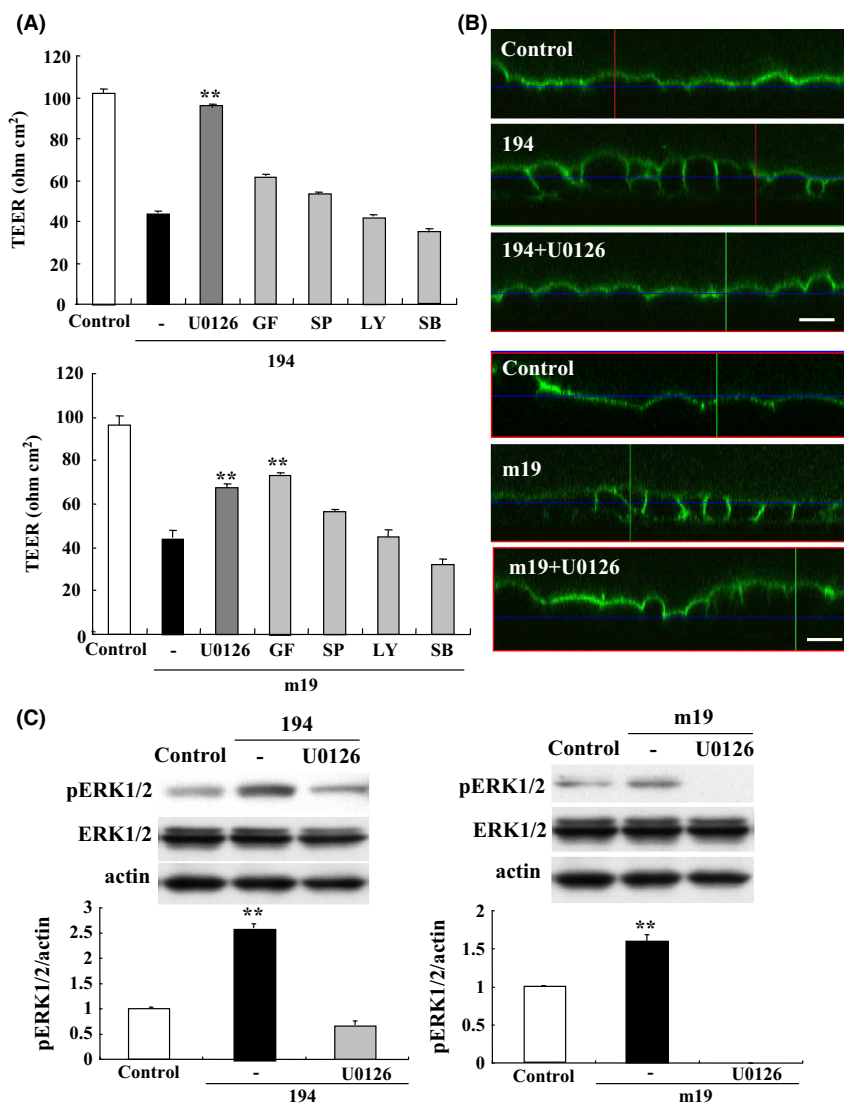 (A)
120
100
80
60
40
20
0
TEER (ohm cm²)
**
Control - U0126 GF SP LY SB
194
120
100
80
60
40
20
0
TEER (ohm cm²)
** **
Control - U0126 GF SP LY SB
m19
(B)
Control
194
194+U0126
Control
m19
m19+U0126
(C)
194
Control - U0126
pERK1/2
ERK1/2
actin
3
2.5
2
1.5
1
0.5
0
pERK1/2/actin
**
Control - U0126
194
m19
Control - U0126
pERK1/2
ERK1/2
actin
2
1.5
1
0.5
0
pERK1/2/actin
**
Control - U0126
m19